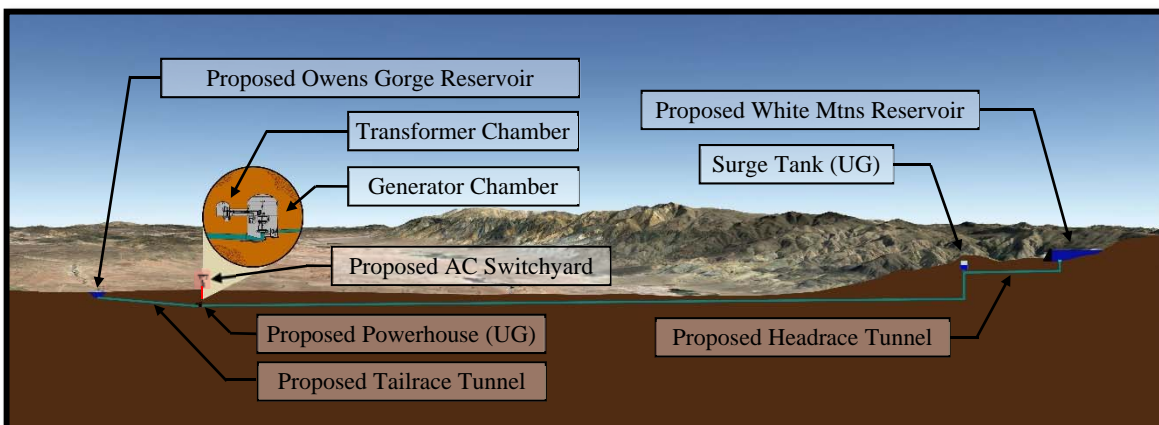 Proposed Owens Gorge Reservoir
Proposed White Mtns Reservoir
Transformer Chamber
Surge Tank (UG)
Generator Chamber
Proposed AC Switchyard
Proposed Powerhouse (UG)
Proposed Headrace Tunnel
Proposed Tailrace Tunnel